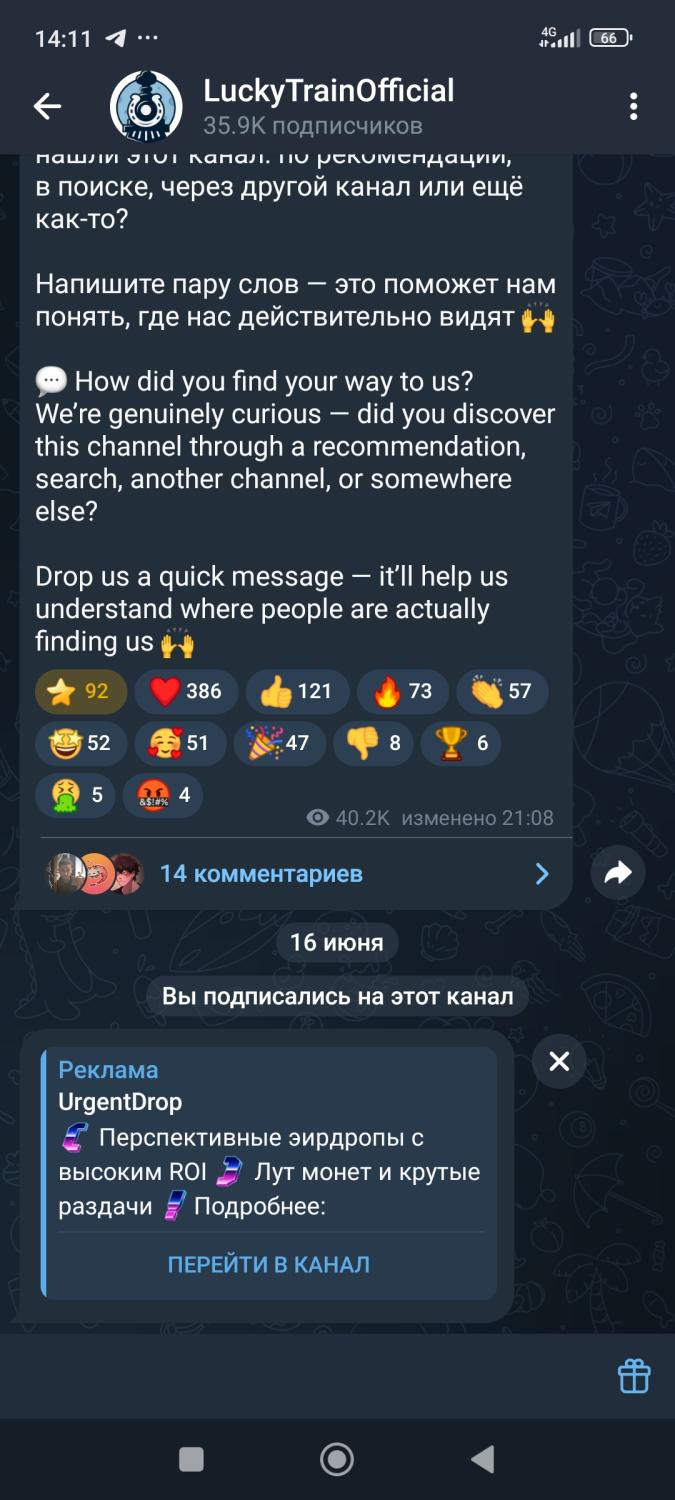 14:11
4G
66
LuckyTrainOfficial
35.9K подписчиков
нашли этот канал: по рекомендации,
в поиске, через другой канал или ещё
как-то?
Напишите пару слов — это поможет нам
понять, где нас действительно видят 🙌
💬 How did you find your way to us?
We’re genuinely curious — did you discover
this channel through a recommendation,
search, another channel, or somewhere
else?
Drop us a quick message — it’ll help us
understand where people are actually
finding us 🙌
⭐ 92 ❤️ 386 👍 121 🔥 73 👏 57
🤩 52 🥰 51 🎉 47 👎 8 🏆 6
🤮 5 🤬 4
40.2K изменено 21:08
14 комментариев
16 июня
Вы подписались на этот канал
Реклама
UrgentDrop
Перспективные эирдропы с
высоким ROI Лут монет и крутые
раздачи Подробнее:
ПЕРЕЙТИ В КАНАЛ